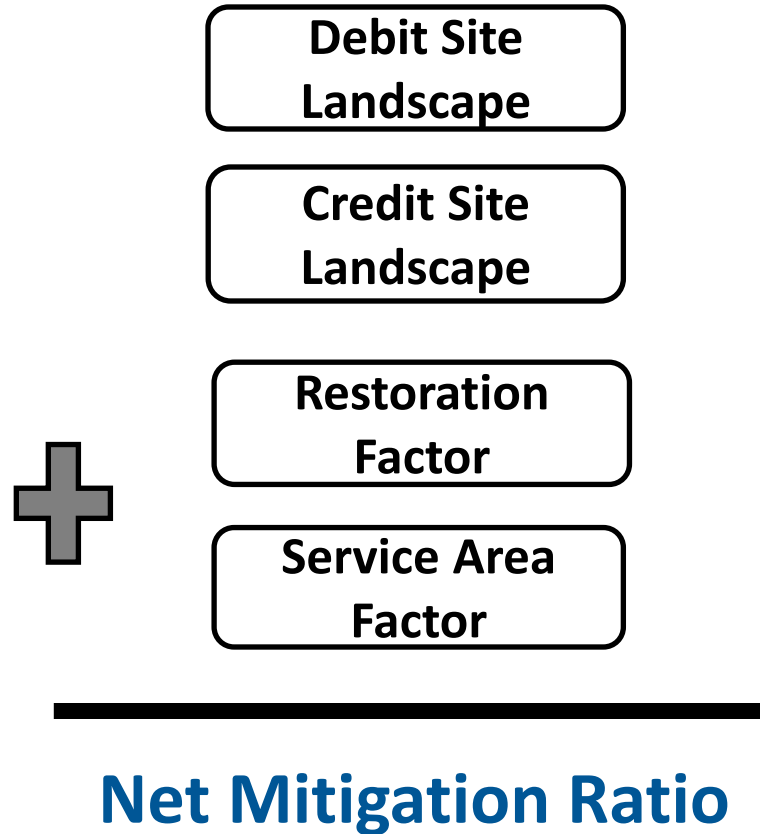 Debit Site
Landscape
Credit Site
Landscape
Restoration
Factor
Service Area
Factor
Net Mitigation Ratio